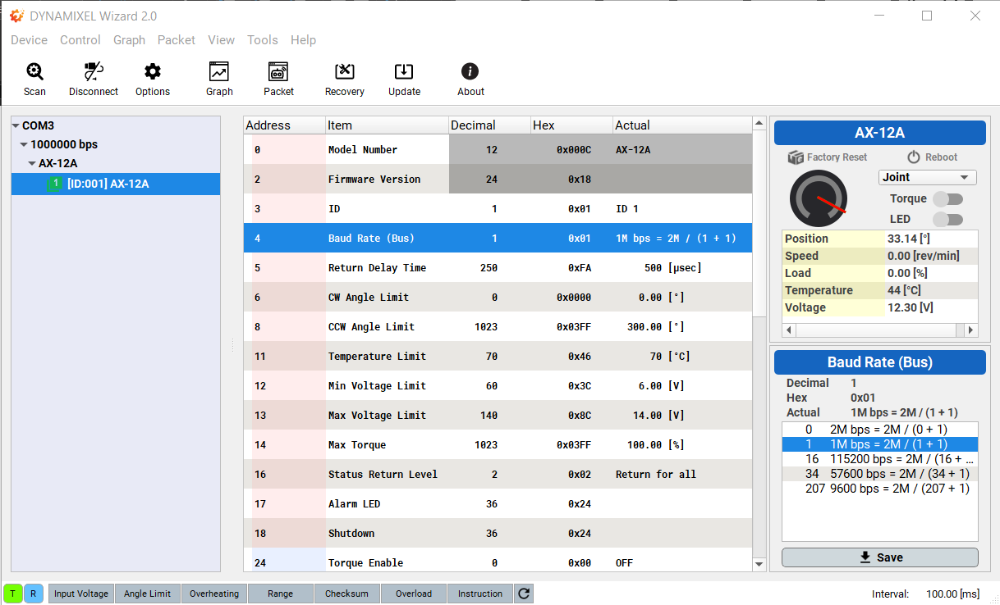 DYNAMIXEL Wizard 2.0
Device Control Graph Packet View Tools Help
Scan Disconnect Options Graph Packet Recovery Update About
COM3
1000000 bps
AX-12A
1 [ID:001] AX-12A
Address Item Decimal Hex Actual
0 Model Number 12 0x000C AX-12A
2 Firmware Version 24 0x18
3 ID 1 0x01 ID 1
4 Baud Rate (Bus) 1 0x01 1M bps = 2M / (1 + 1)
5 Return Delay Time 250 0xFA 500 [µsec]
6 CW Angle Limit 0 0x0000 0.00 [°]
8 CCW Angle Limit 1023 0x03FF 300.00 [°]
11 Temperature Limit 70 0x46 70 [°C]
12 Min Voltage Limit 60 0x3C 6.00 [V]
13 Max Voltage Limit 140 0x8C 14.00 [V]
14 Max Torque 1023 0x03FF 100.00 [%]
16 Status Return Level 2 0x02 Return for all
17 Alarm LED 36 0x24
18 Shutdown 36 0x24
24 Torque Enable 0 0x00 OFF
AX-12A
Factory Reset Reboot
Joint
Torque
LED
Position 33.14 [°]
Speed 0.00 [rev/min]
Load 0.00 [%]
Temperature 44 [°C]
Voltage 12.30 [V]
Baud Rate (Bus)
Decimal 1
Hex 0x01
Actual 1M bps = 2M / (1 + 1)
0 2M bps = 2M / (0 + 1)
1 1M bps = 2M / (1 + 1)
16 115200 bps = 2M / (16 + ...
34 57600 bps = 2M / (34 + 1)
207 9600 bps = 2M / (207 + 1)
Save
T R Input Voltage Angle Limit Overheating Range Checksum Overload Instruction Interval: 100.00 [ms]